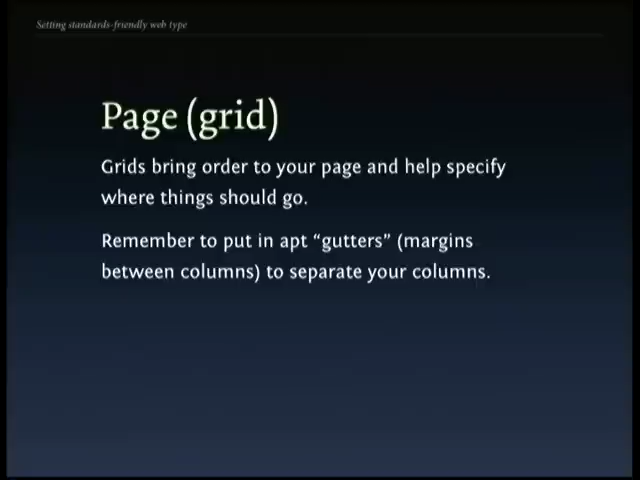 Setting standards-friendly web type
Page (grid)
Grids bring order to your page and help specify
where things should go.
Remember to put in apt “gutters” (margins
between columns) to separate your columns.